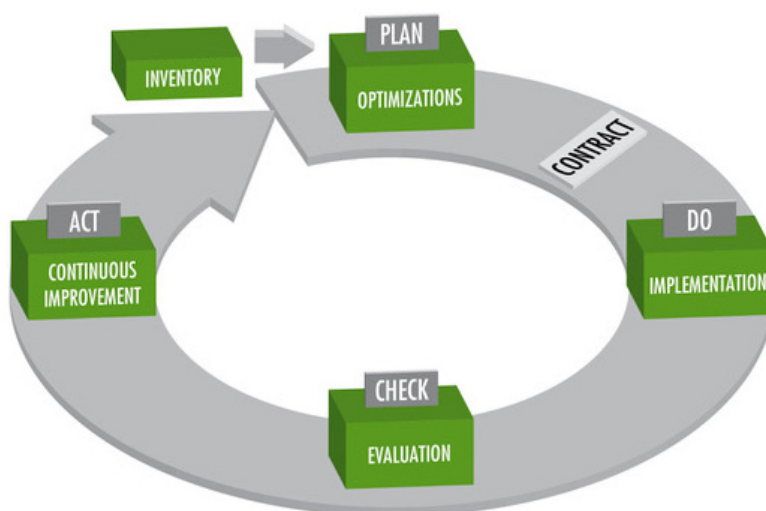 INVENTORY
PLAN
OPTIMIZATIONS
CONTRACT
DO
IMPLEMENTATION
CHECK
EVALUATION
ACT
CONTINUOUS
IMPROVEMENT